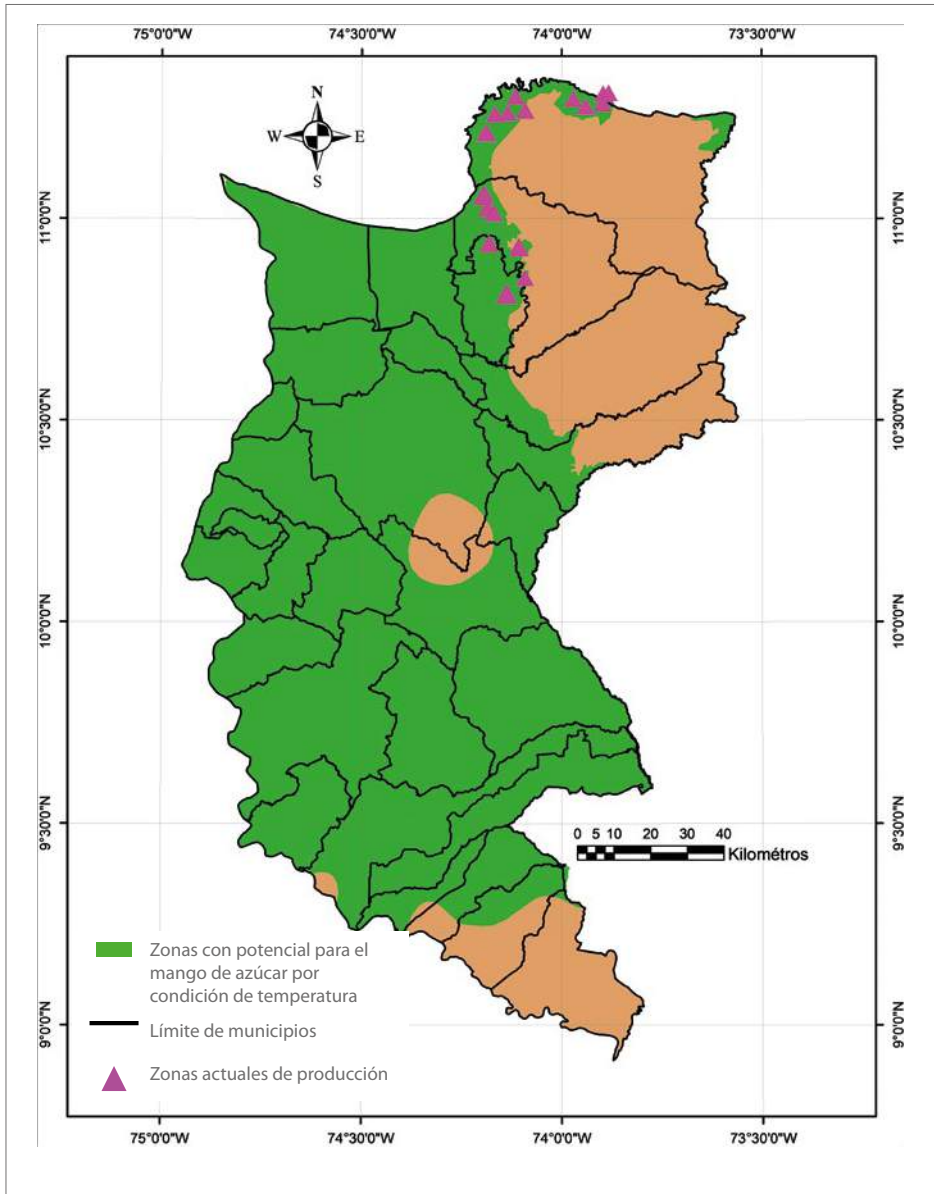 75°0'0"W 74°30'0"W 74°0'0"W 73°30'0"W
N
W E
S
11°0'0"N 11°0'0"N
10°30'0"N 10°30'0"N
10°0'0"N 10°0'0"N
9°30'0"N 9°30'0"N
0 5 10 20 30 40
Kilométros
Zonas con potencial para el
mango de azúcar por
condición de temperatura
Límite de municipios
Zonas actuales de producción
9°0'0"N 9°0'0"N
75°0'0"W 74°30'0"W 74°0'0"W 73°30'0"W